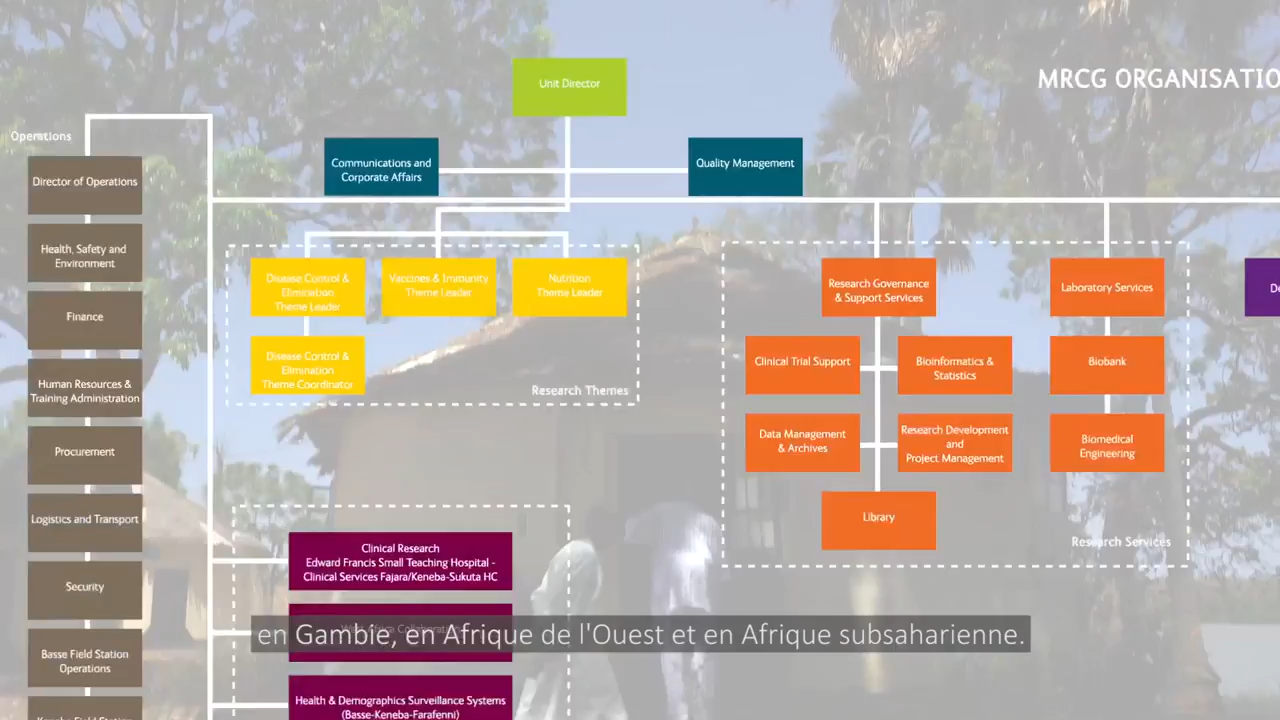 Unit Director
MRCG ORGANISATIO
Operations
Communications and
Corporate Affairs
Quality Management
Director of Operations
Health, Safety and
Environment
Finance
Human Resources &
Training Administration
Procurement
Logistics and Transport
Security
Basse Field Station
Operations
Disease Control &
Elimination
Theme Leader
Vaccines & Immunity
Theme Leader
Nutrition
Theme Leader
Disease Control &
Elimination
Theme Coordinator
Research Themes
Research Governance
& Support Services
Laboratory Services
De
Clinical Trial Support
Bioinformatics &
Statistics
Biobank
Data Management
& Archives
Research Development
and
Project Management
Biomedical
Engineering
Library
Research Services
Clinical Research
Edward Francis Small Teaching Hospital -
Clinical Services Fajara/Keneba-Sukuta HC
en Gambie, en Afrique de l'Ouest et en Afrique subsaharienne.
Health & Demographics Surveillance Systems
(Basse-Keneba-Farafenni)